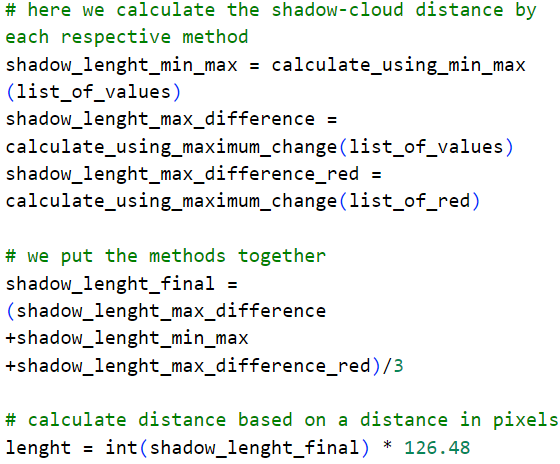 # here we calculate the shadow-cloud distance by
each respective method
shadow_lenght_min_max = calculate_using_min_max
(list_of_values)
shadow_lenght_max_difference =
calculate_using_maximum_change(list_of_values)
shadow_lenght_max_difference_red =
calculate_using_maximum_change(list_of_red)

# we put the methods together
shadow_lenght_final =
(shadow_lenght_max_difference
+shadow_lenght_min_max
+shadow_lenght_max_difference_red)/3

# calculate distance based on a distance in pixels
lenght = int(shadow_lenght_final) * 126.48